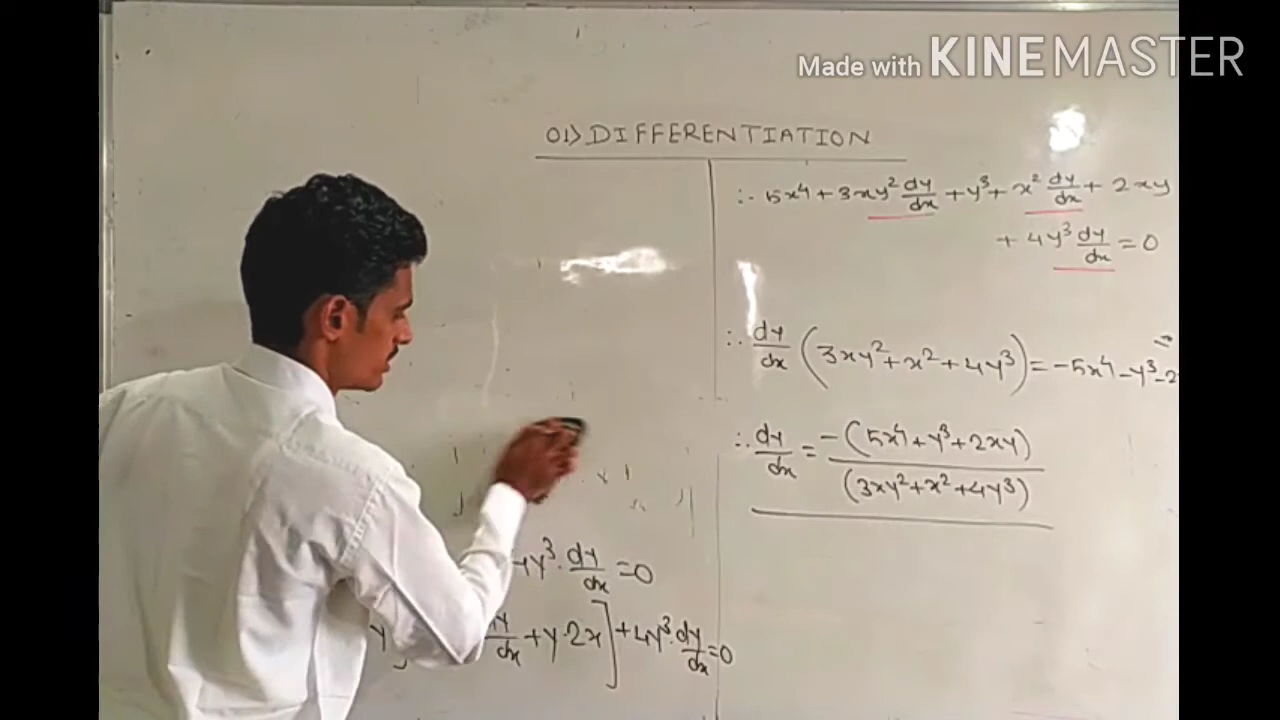 Made with KINEMASTER
01) DIFFERENTIATION
∴ 5x⁴ + 3xy² dy/dx + y³ + x² dy/dx + 2xy
+ 4y³ dy/dx = 0
∴ dy/dx (3xy² + x² + 4y³) = -5x⁴ - y³ - 2
∴ dy/dx = -(5x⁴ + y³ + 2xy) / (3xy² + x² + 4y³)
4y³ · dy/dx = 0
dy/dx + y · 2x] + 4y³ · dy/dx = 0